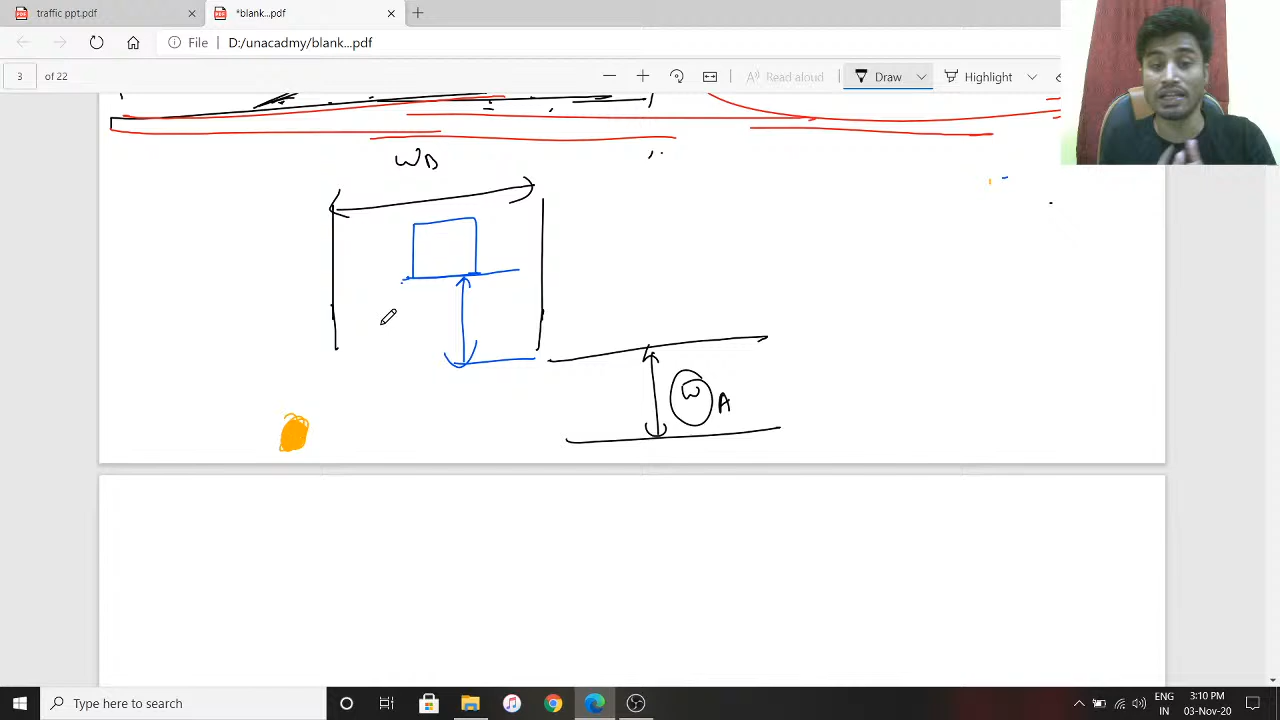 traffic ppt.pdf
*blank...pdf
File
D:/unacadmy/blank...pdf
3
of 22
Read aloud
Draw
Highlight
WB
W
A
Type here to search
ENG
IN
3:10 PM
03-Nov-20